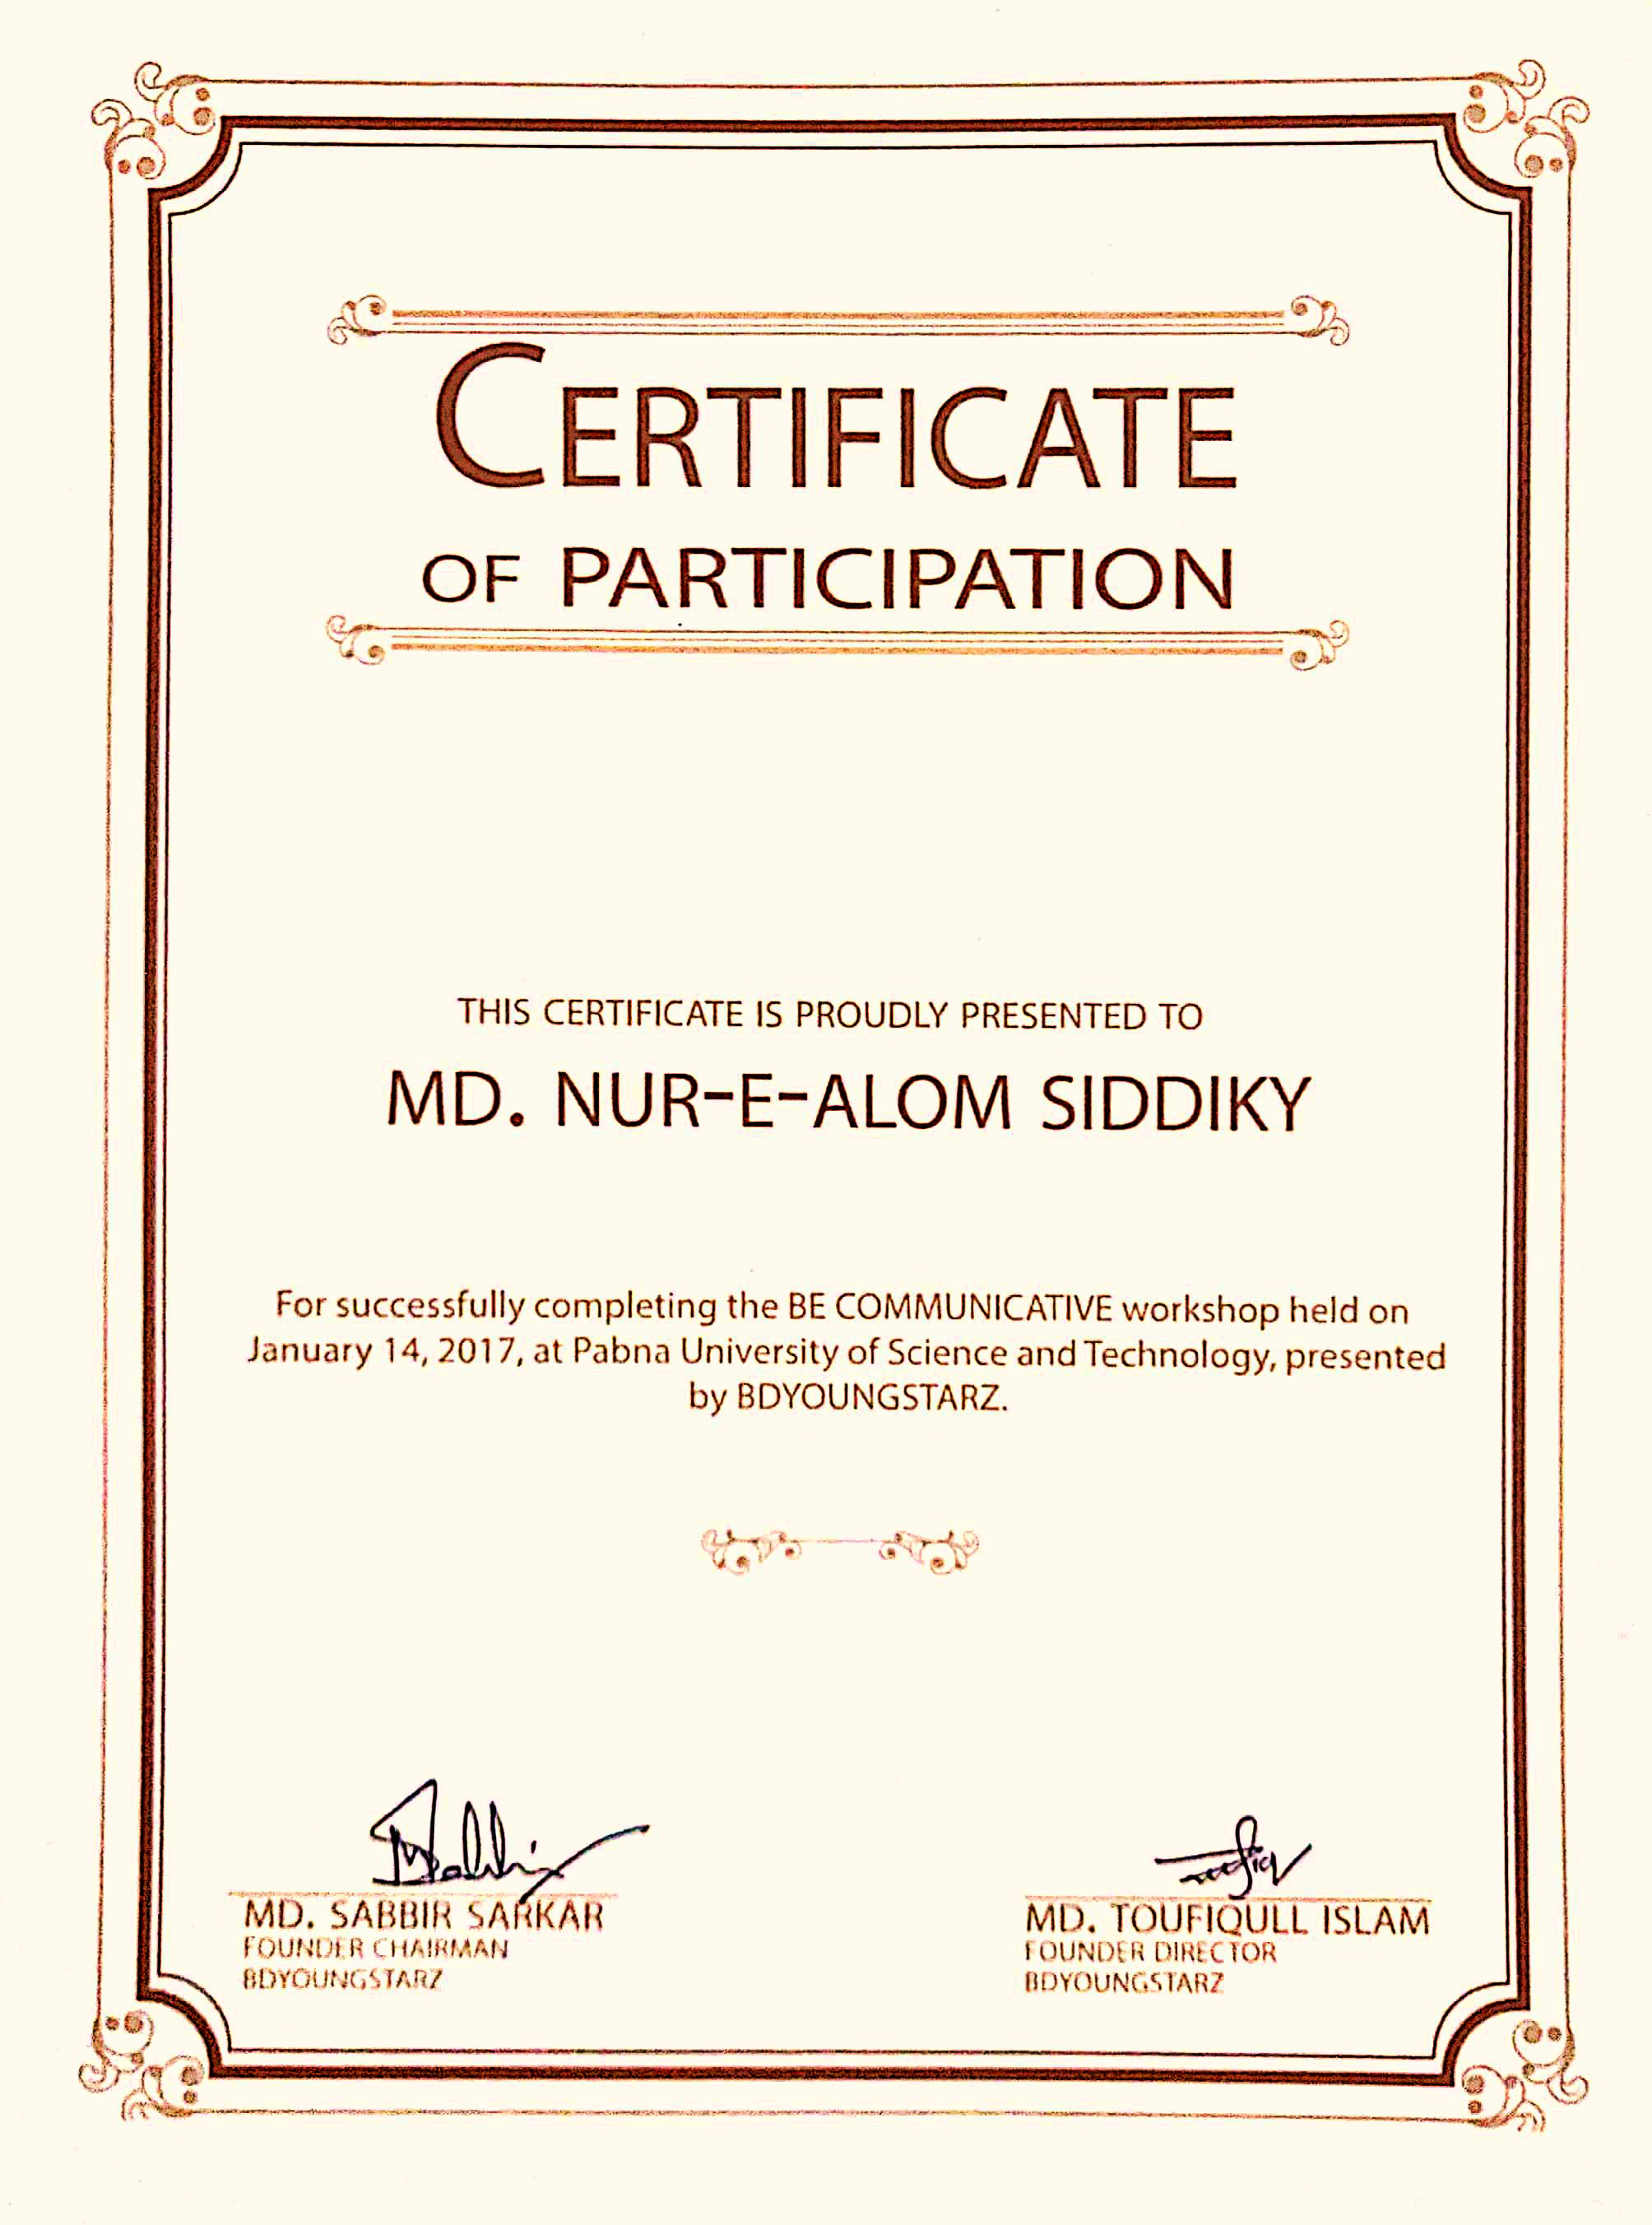 CERTIFICATE
OF PARTICIPATION
THIS CERTIFICATE IS PROUDLY PRESENTED TO
MD. NUR-E-ALOM SIDDIKY
For successfully completing the BE COMMUNICATIVE workshop held on
January 14, 2017, at Pabna University of Science and Technology, presented
by BDYOUNGSTARZ.
MD. SABBIR SARKAR
FOUNDER CHAIRMAN
BDYOUNGSTARZ
MD. TOUFIQULL ISLAM
FOUNDER DIRECTOR
BDYOUNGSTARZ